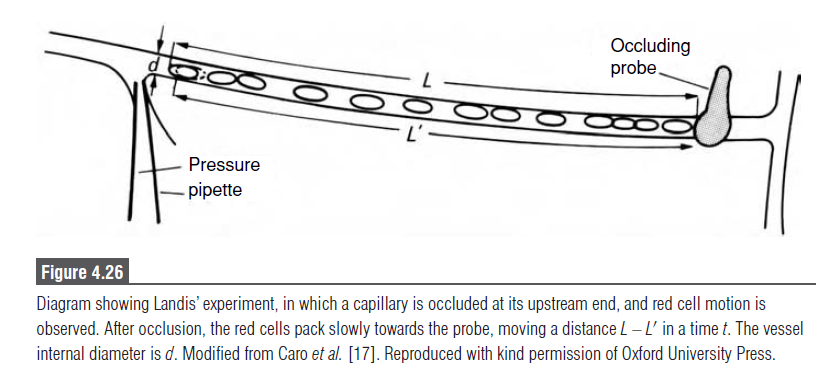 Occluding
probe
d
L
L′
Pressure
pipette
Figure 4.26
Diagram showing Landis’ experiment, in which a capillary is occluded at its upstream end, and red cell motion is
observed. After occlusion, the red cells pack slowly towards the probe, moving a distance L – L′ in a time t. The vessel
internal diameter is d. Modified from Caro et al. [17]. Reproduced with kind permission of Oxford University Press.